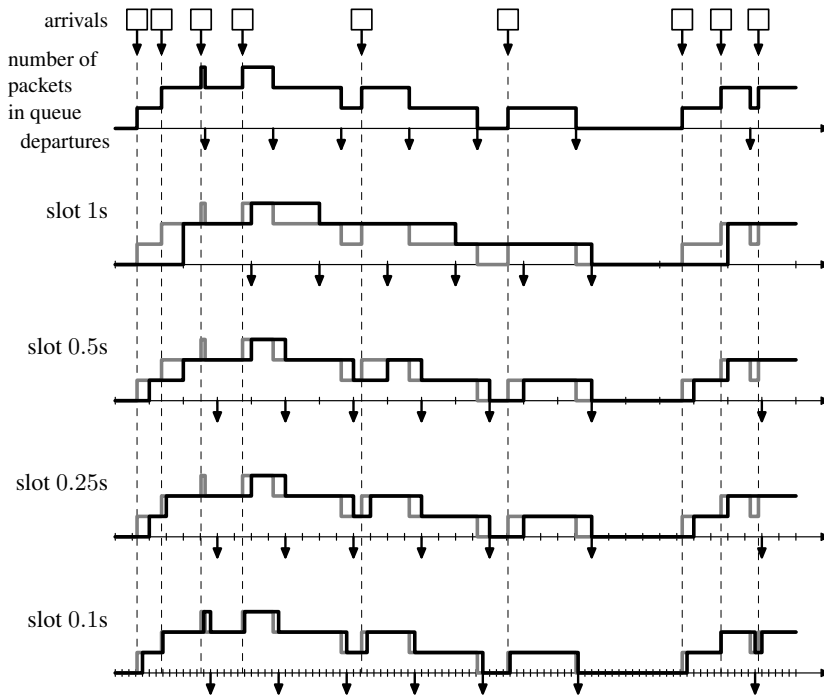 arrivals
number of
packets
in queue
departures
slot 1s
slot 0.5s
slot 0.25s
slot 0.1s